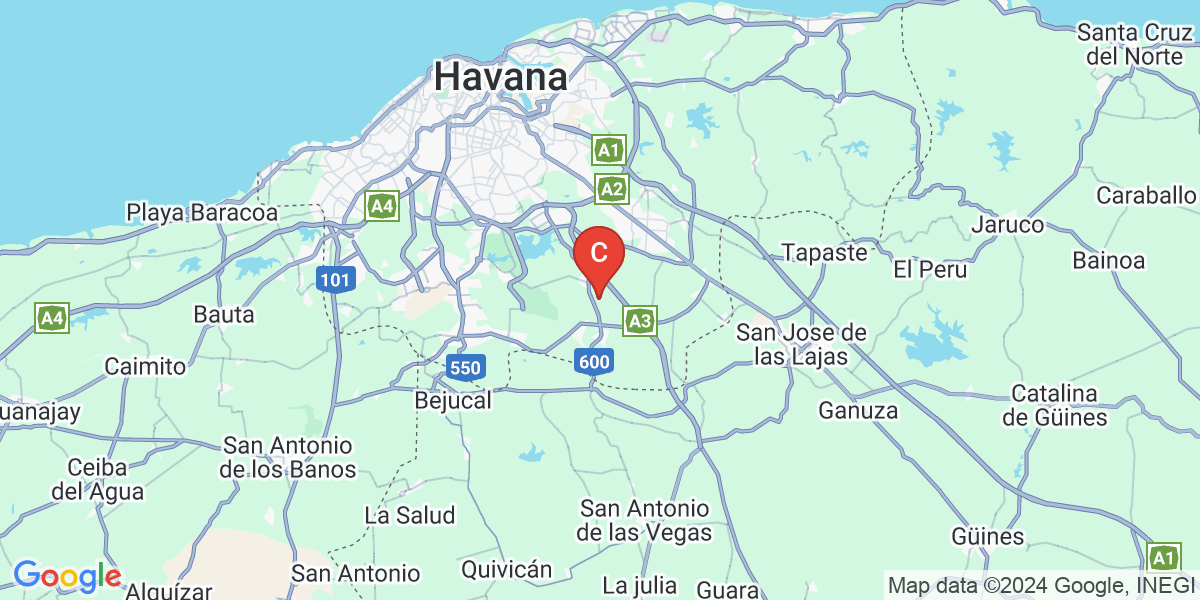 Santa Cruz
del Norte
Havana
A1
A2
Caraballo
Playa Baracoa
A4
Jaruco
C
Tapaste
El Peru
Bainoa
101
A4
Bauta
A3
San Jose de
las Lajas
Caimito
550
600
Bejucal
Catalina
de Güines
uanajay
Ganuza
San Antonio
de los Banos
Ceiba
del Agua
La Salud
San Antonio
de las Vegas
Güines
A1
Google
San Antonio
Quivicán
Alguízar
La julia
Guara
Map data ©2024 Google, INEGI